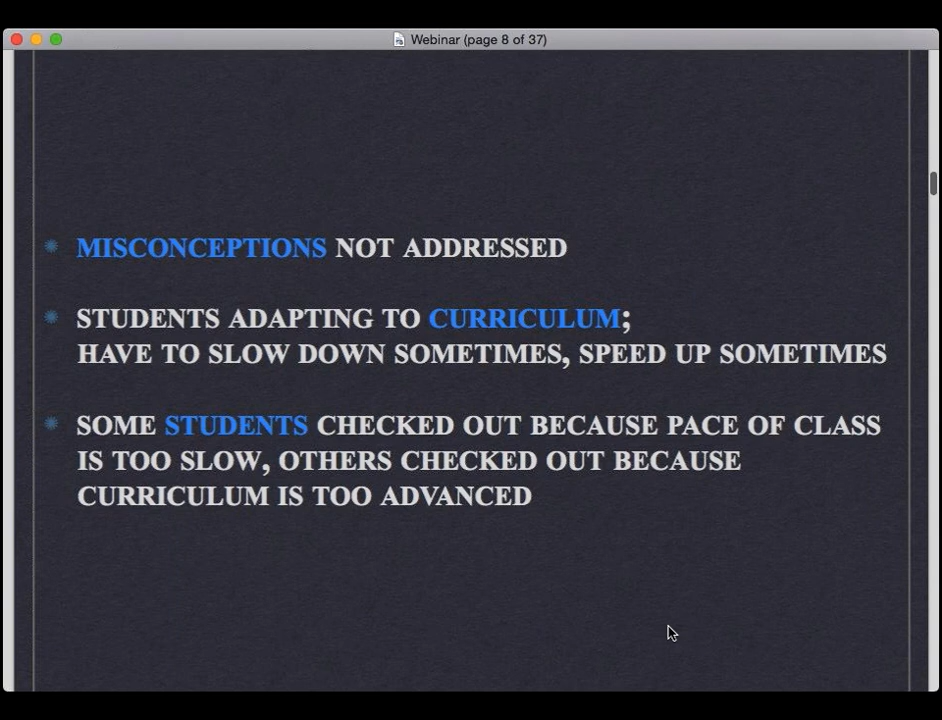 Webinar (page 8 of 37)
MISCONCEPTIONS NOT ADDRESSED
STUDENTS ADAPTING TO CURRICULUM;
HAVE TO SLOW DOWN SOMETIMES, SPEED UP SOMETIMES
SOME STUDENTS CHECKED OUT BECAUSE PACE OF CLASS
IS TOO SLOW, OTHERS CHECKED OUT BECAUSE
CURRICULUM IS TOO ADVANCED